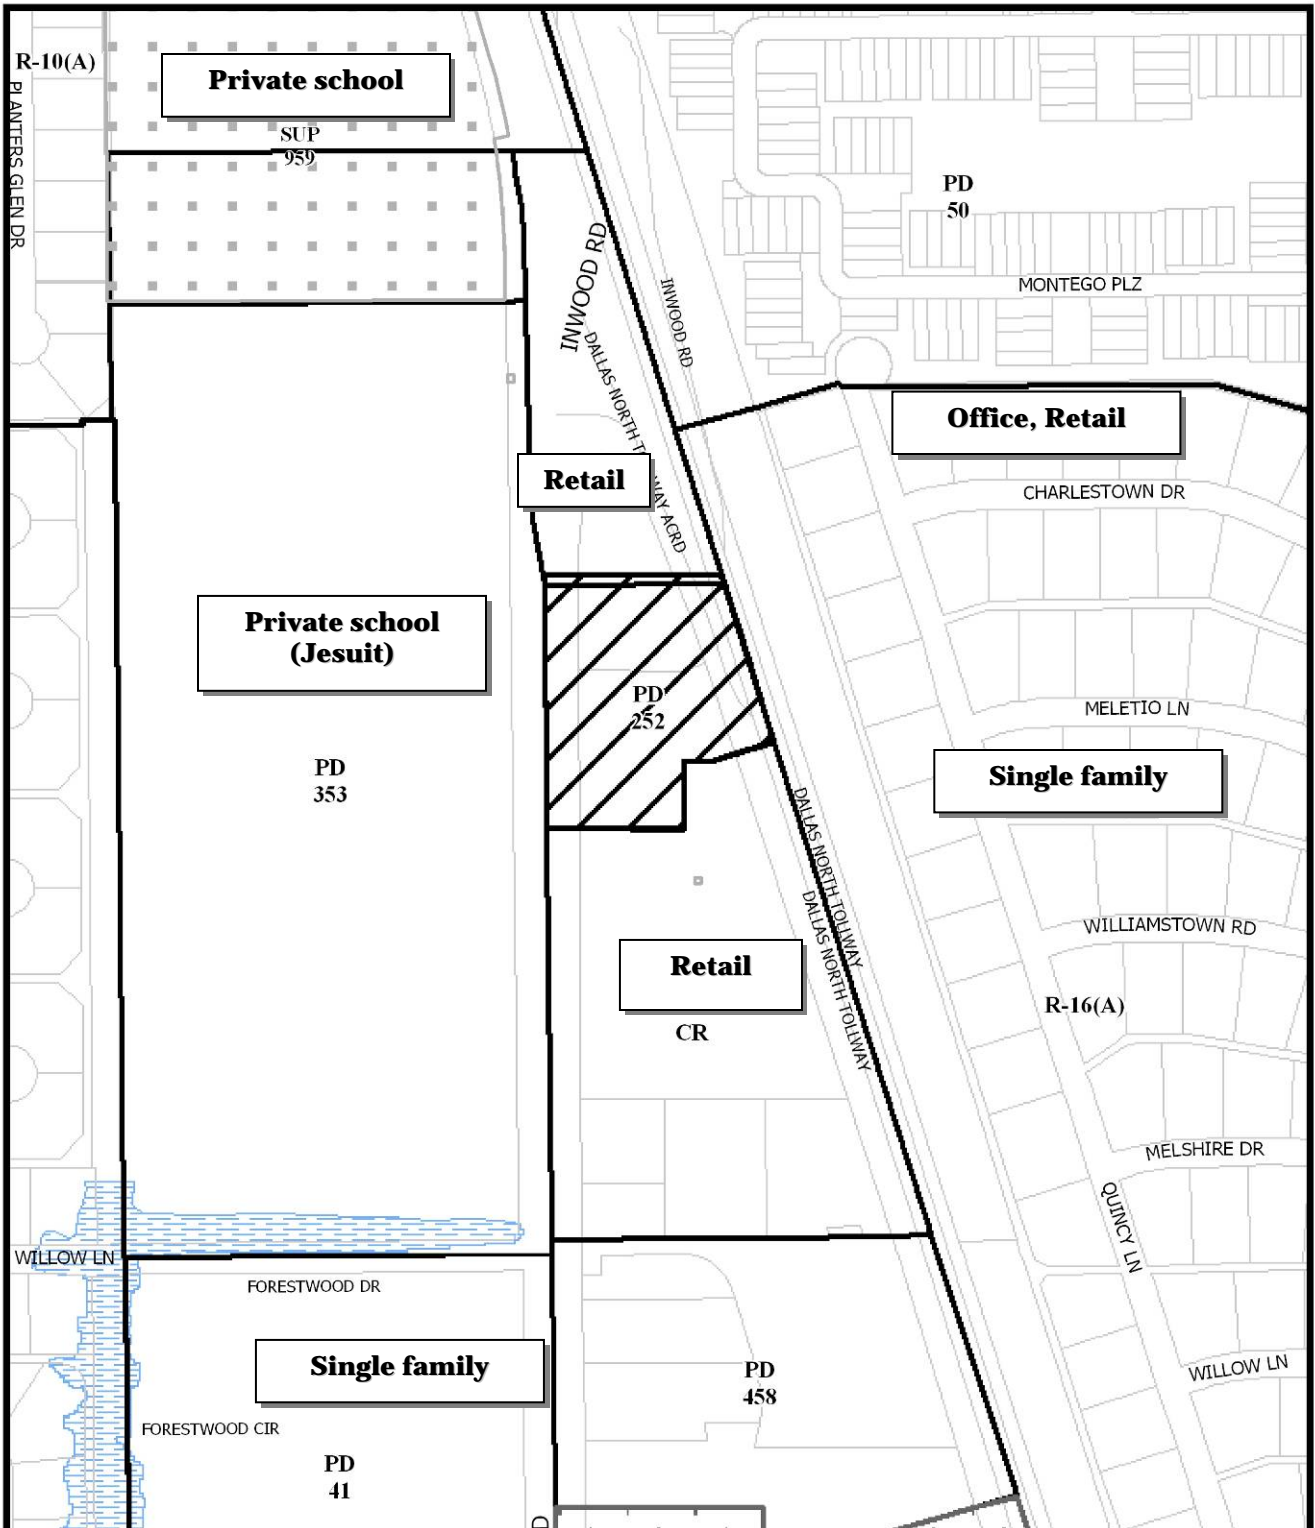 R-10(A)
Private school
PLANTERS GLEN DR
SUP
959
PD
50
INWOOD RD
INWOOD RD
MONTEGO PLZ
DALLAS NORTH TO
WAY ACRD
Office, Retail
Retail
CHARLESTOWN DR
Private school
(Jesuit)
PD
252
MELETIO LN
PD
353
Single family
DALLAS NORTH TOLLWAY
DALLAS NORTH TOLLWAY
WILLIAMSTOWN RD
Retail
R-16(A)
CR
MELSHIRE DR
QUINCY LN
WILLOW LN
FORESTWOOD DR
Single family
PD
458
WILLOW LN
FORESTWOOD CIR
PD
41
D